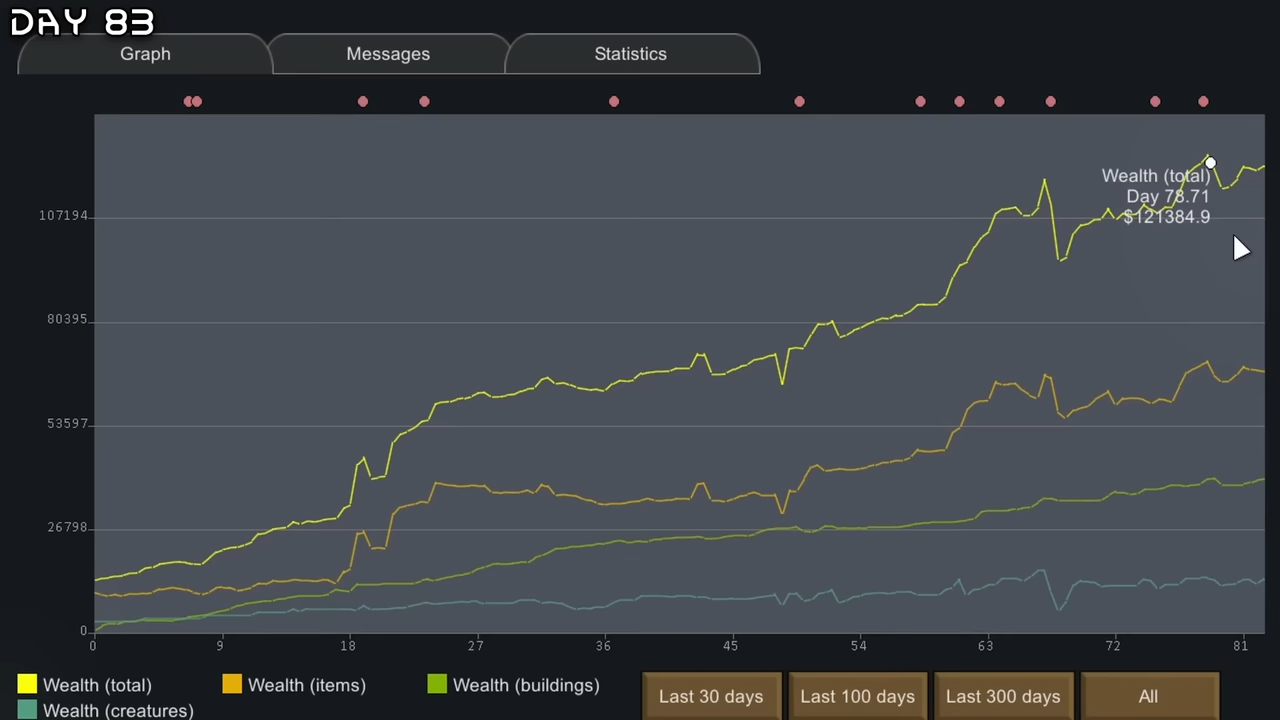 DAY 83
Graph
Messages
Statistics
Wealth (total)
Day 78.71
$121384.9
107194
80395
53597
26798
0
0 9 18 27 36 45 54 63 72 81
Wealth (total)
Wealth (items)
Wealth (buildings)
Wealth (creatures)
Last 30 days
Last 100 days
Last 300 days
All